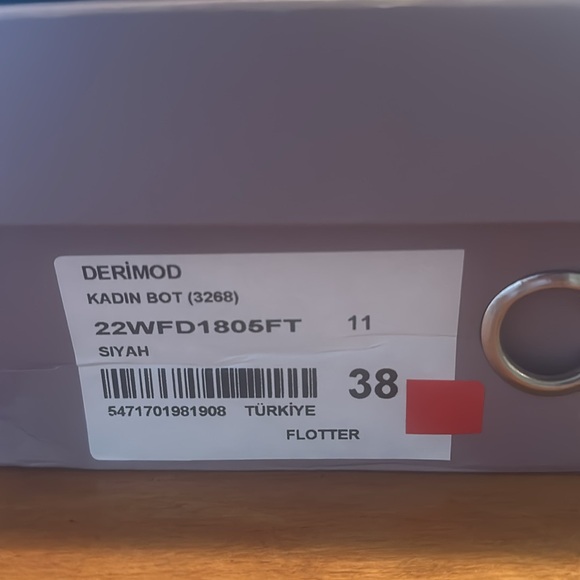 DERİMOD
KADIN BOT (3268)
22WFD1805FT 11
SIYAH
38
5471701981908 TÜRKİYE
FLOTTER